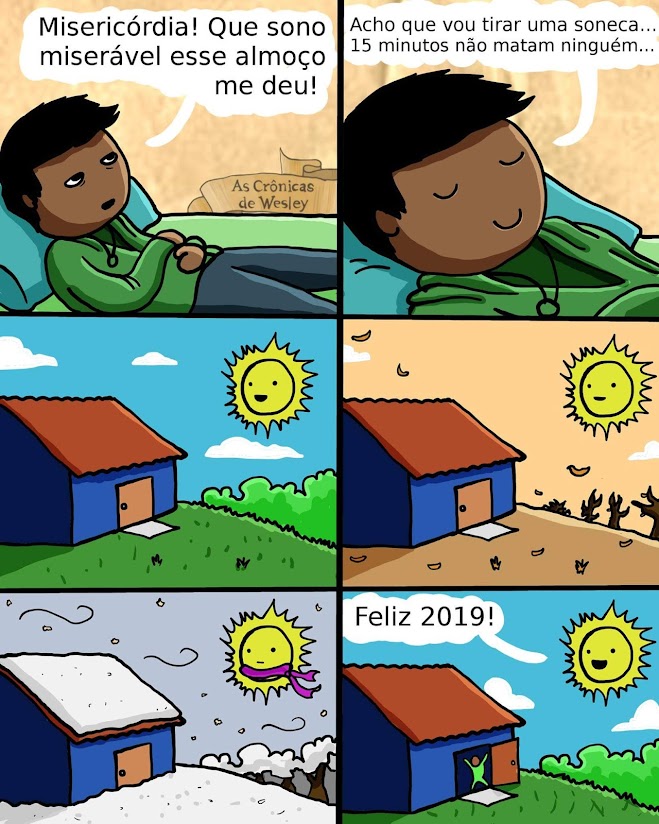 Misericórdia! Que sono
miserável esse almoço
me deu!
As Crônicas
de Wesley
Acho que vou tirar uma soneca...
15 minutos não matam ninguém...
Feliz 2019!